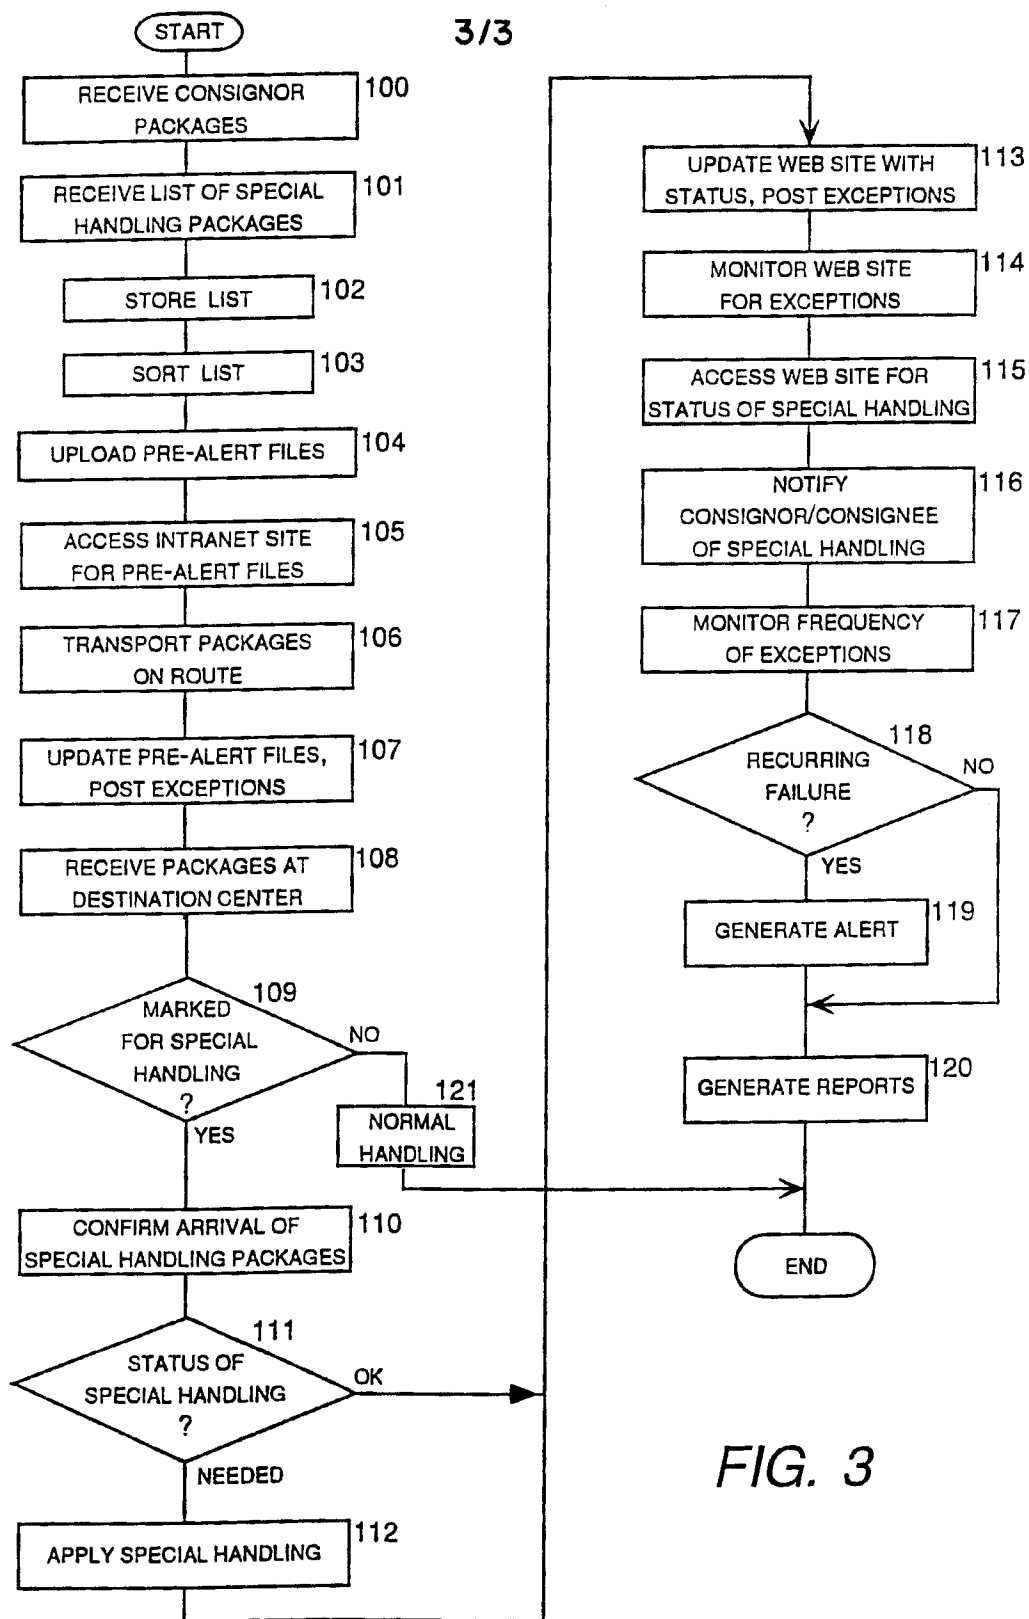 3/3
START
RECEIVE CONSIGNOR
PACKAGES
100
RECEIVE LIST OF SPECIAL
HANDLING PACKAGES
101
STORE LIST
102
SORT LIST
103
UPLOAD PRE-ALERT FILES
104
ACCESS INTRANET SITE
FOR PRE-ALERT FILES
105
TRANSPORT PACKAGES
ON ROUTE
106
UPDATE PRE-ALERT FILES,
POST EXCEPTIONS
107
RECEIVE PACKAGES AT
DESTINATION CENTER
108
MARKED
FOR SPECIAL
HANDLING
?
109
NO
YES
121
NORMAL
HANDLING
CONFIRM ARRIVAL OF
SPECIAL HANDLING PACKAGES
110
STATUS OF
SPECIAL HANDLING
?
111
OK
NEEDED
APPLY SPECIAL HANDLING
112
UPDATE WEB SITE WITH
STATUS, POST EXCEPTIONS
113
MONITOR WEB SITE
FOR EXCEPTIONS
114
ACCESS WEB SITE FOR
STATUS OF SPECIAL HANDLING
115
NOTIFY
CONSIGNOR/CONSIGNEE
OF SPECIAL HANDLING
116
MONITOR FREQUENCY
OF EXCEPTIONS
117
RECURRING
FAILURE
?
118
NO
YES
GENERATE ALERT
119
GENERATE REPORTS
120
END
FIG. 3